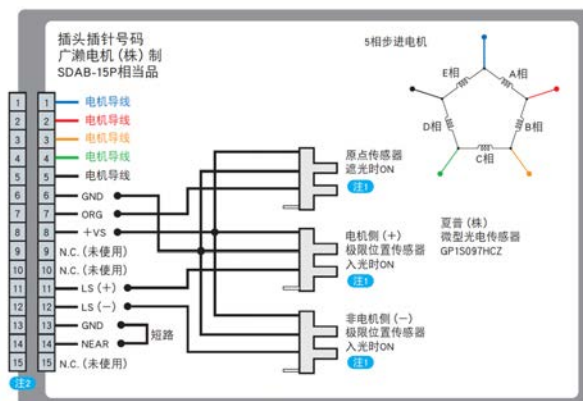 插头插针号码
广濑电机（株）制
SDAB-15P相当品
5相步进电机
E相
A相
D相
B相
C相
1 1 电机导线
2 2 电机导线
3 3 电机导线
4 4 电机导线
5 5 电机导线
6 6 GND
7 7 ORG
8 8 +VS
9 9 N.C.（未使用）
10 10 N.C.（未使用）
11 11 LS（+）
12 12 LS（−）
13 13 GND
14 14 NEAR
15 15 N.C.（未使用）
短路
注2
原点传感器
遮光时ON
注1
电机侧（+）
极限位置传感器
入光时ON
注1
非电机侧（−）
极限位置传感器
入光时ON
注1
夏普（株）
微型光电传感器
GP1S097HCZ